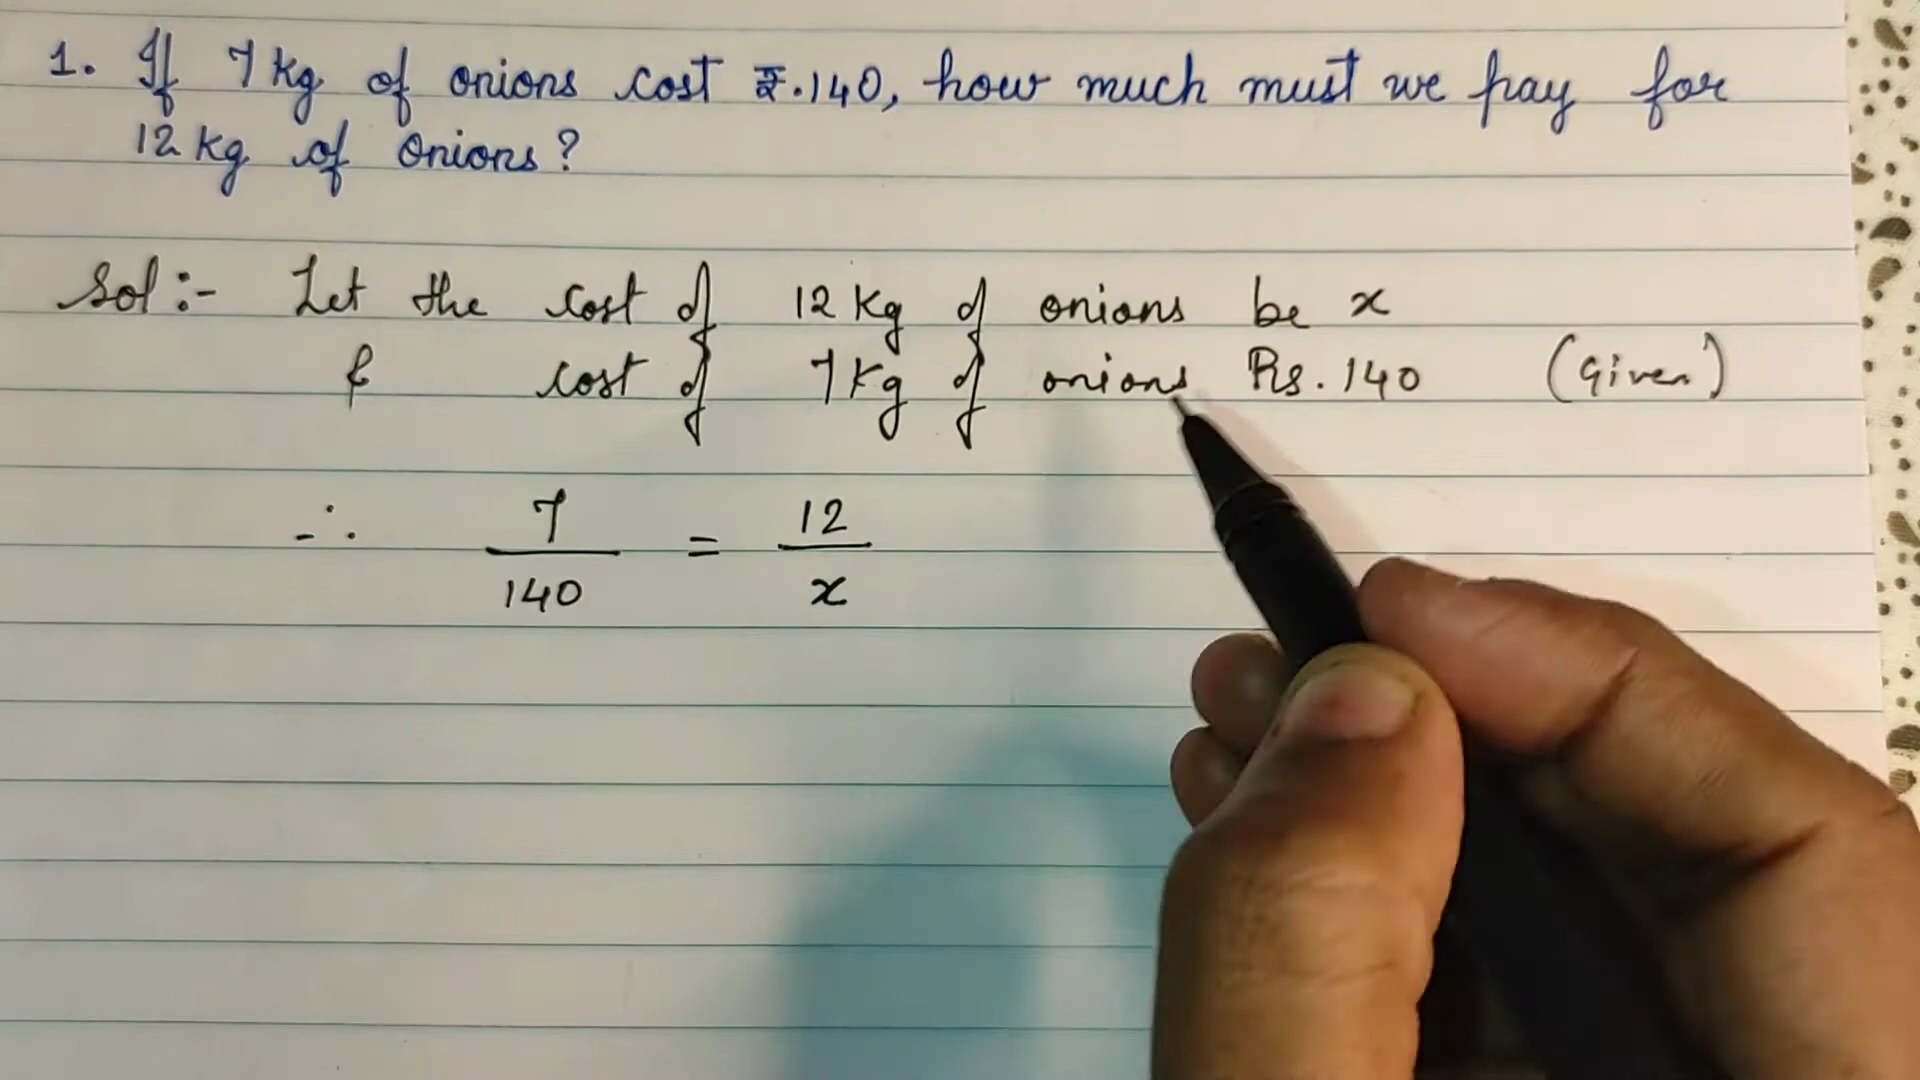 1. If 7 kg of onions cost ₹.140, how much must we pay for
12 kg of onions?
Sol :- Let the cost of 12 kg of onions be x
& cost of 7 kg of onions Rs. 140 (Given)
∴ 7/140 = 12/x